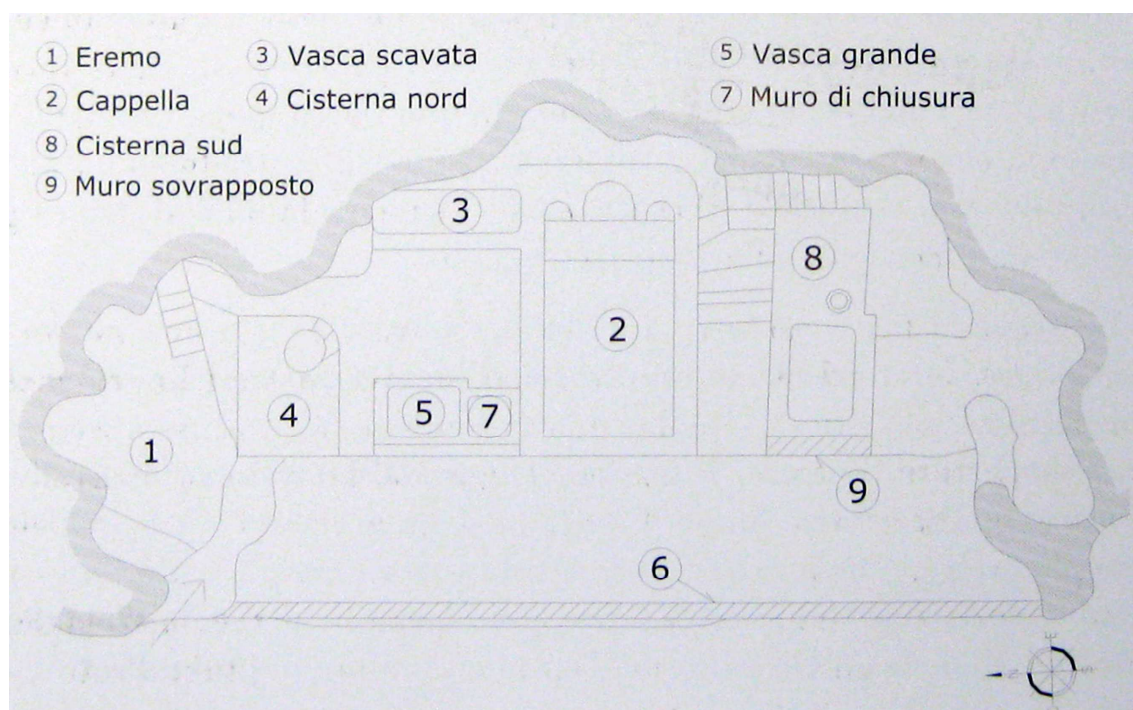 1 Eremo
2 Cappella
8 Cisterna sud
9 Muro sovrapposto
3 Vasca scavata
4 Cisterna nord
5 Vasca grande
7 Muro di chiusura
3
8
2
4
5
7
1
9
6
N